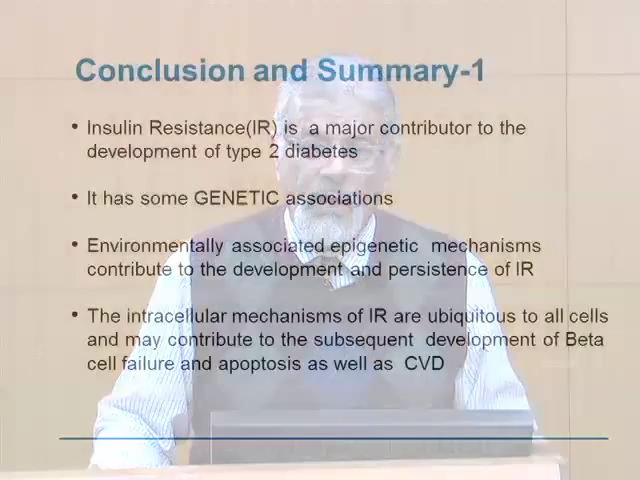 Conclusion and Summary-1
• Insulin Resistance(IR) is a major contributor to the
development of type 2 diabetes
• It has some GENETIC associations
• Environmentally associated epigenetic mechanisms
contribute to the development and persistence of IR
• The intracellular mechanisms of IR are ubiquitous to all cells
and may contribute to the subsequent development of Beta
cell failure and apoptosis as well as CVD